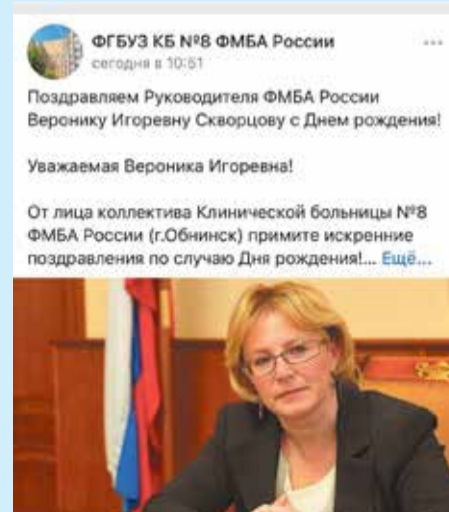 ФГБУЗ КБ №8 ФМБА России
сегодня в 10:51
Поздравляем Руководителя ФМБА России
Веронику Игоревну Скворцову с Днем рождения!
Уважаемая Вероника Игоревна!
От лица коллектива Клинической больницы №8
ФМБА России (г.Обнинск) примите искренние
поздравления по случаю Дня рождения!... Ещё...